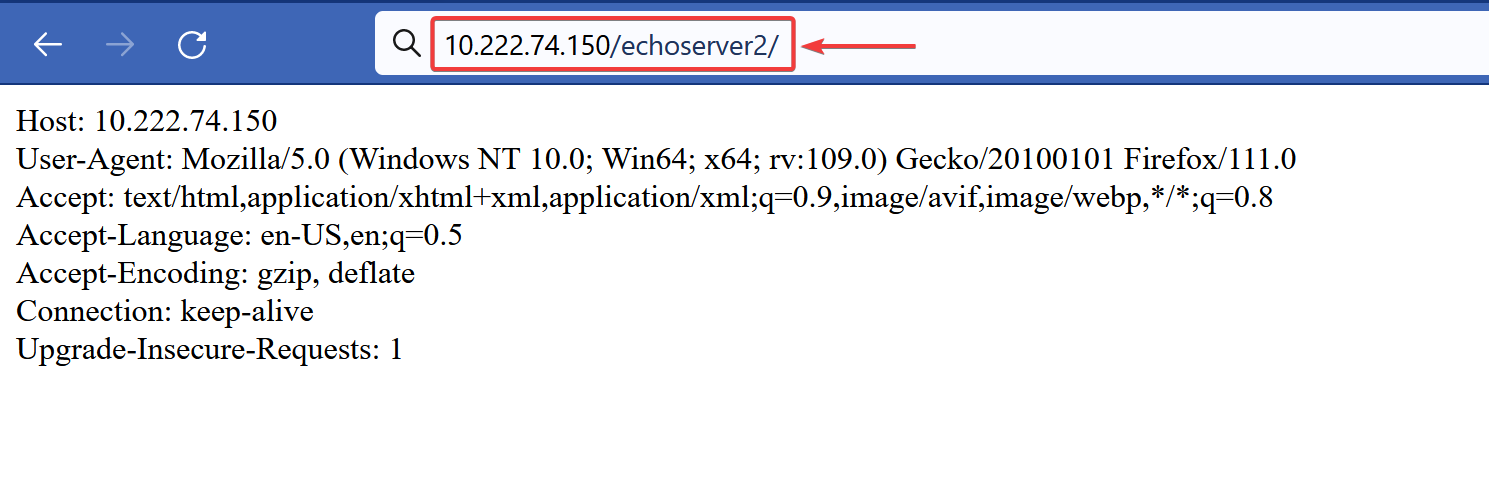 10.222.74.150/echoserver2/
Host: 10.222.74.150
User-Agent: Mozilla/5.0 (Windows NT 10.0; Win64; x64; rv:109.0) Gecko/20100101 Firefox/111.0
Accept: text/html,application/xhtml+xml,application/xml;q=0.9,image/avif,image/webp,*/*;q=0.8
Accept-Language: en-US,en;q=0.5
Accept-Encoding: gzip, deflate
Connection: keep-alive
Upgrade-Insecure-Requests: 1